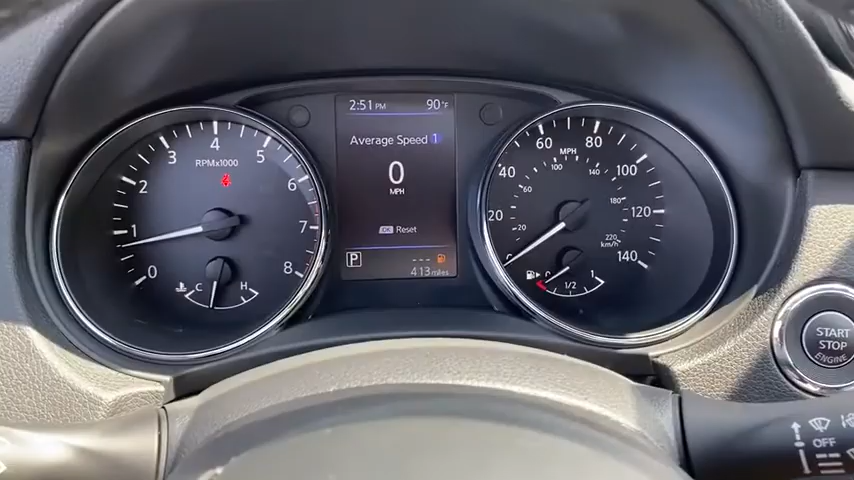 2:51 PM 90°F
Average Speed 1
0
MPH
OK Reset
P
--- 
413 miles
0 1 2 3 4 5 6 7 8
RPMx1000
C H
20 40 60 80 100 120 140
MPH
20 60 100 140 180 220
km/h
0 1/2 1
START
STOP
ENGINE
OFF